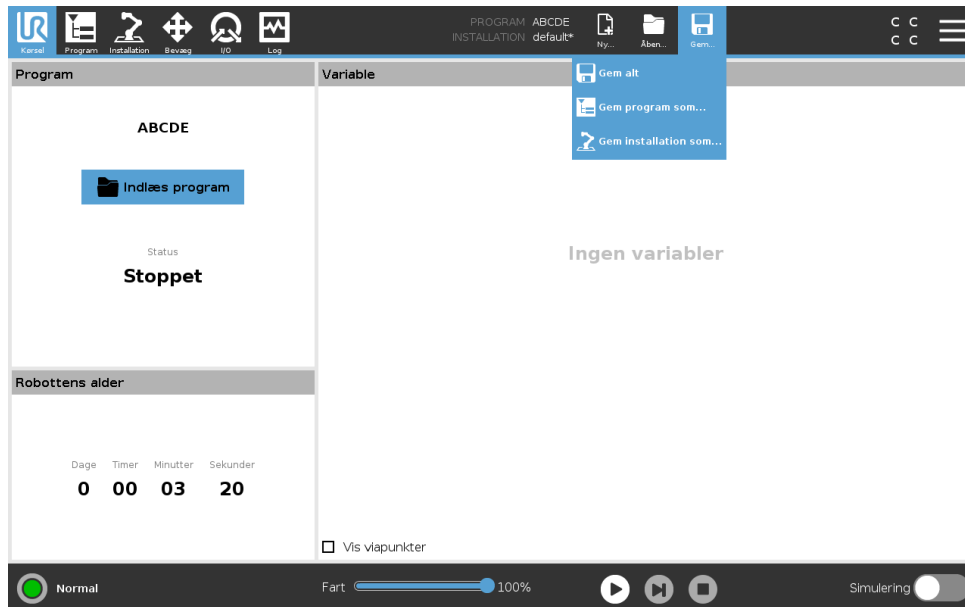 UR
Kørsel
Program
Installation
Bevæg
I/O
Log
PROGRAM ABCDE
INSTALLATION default*
Ny...
Åben...
Gem...
C C
C C
Gem alt
Gem program som...
Gem installation som...
Program
Variable
ABCDE
Indlæs program
Status
Stoppet
Ingen variabler
Robottens alder
Dage Timer Minutter Sekunder
0 00 03 20
Vis viapunkter
Normal
Fart 100%
Simulering